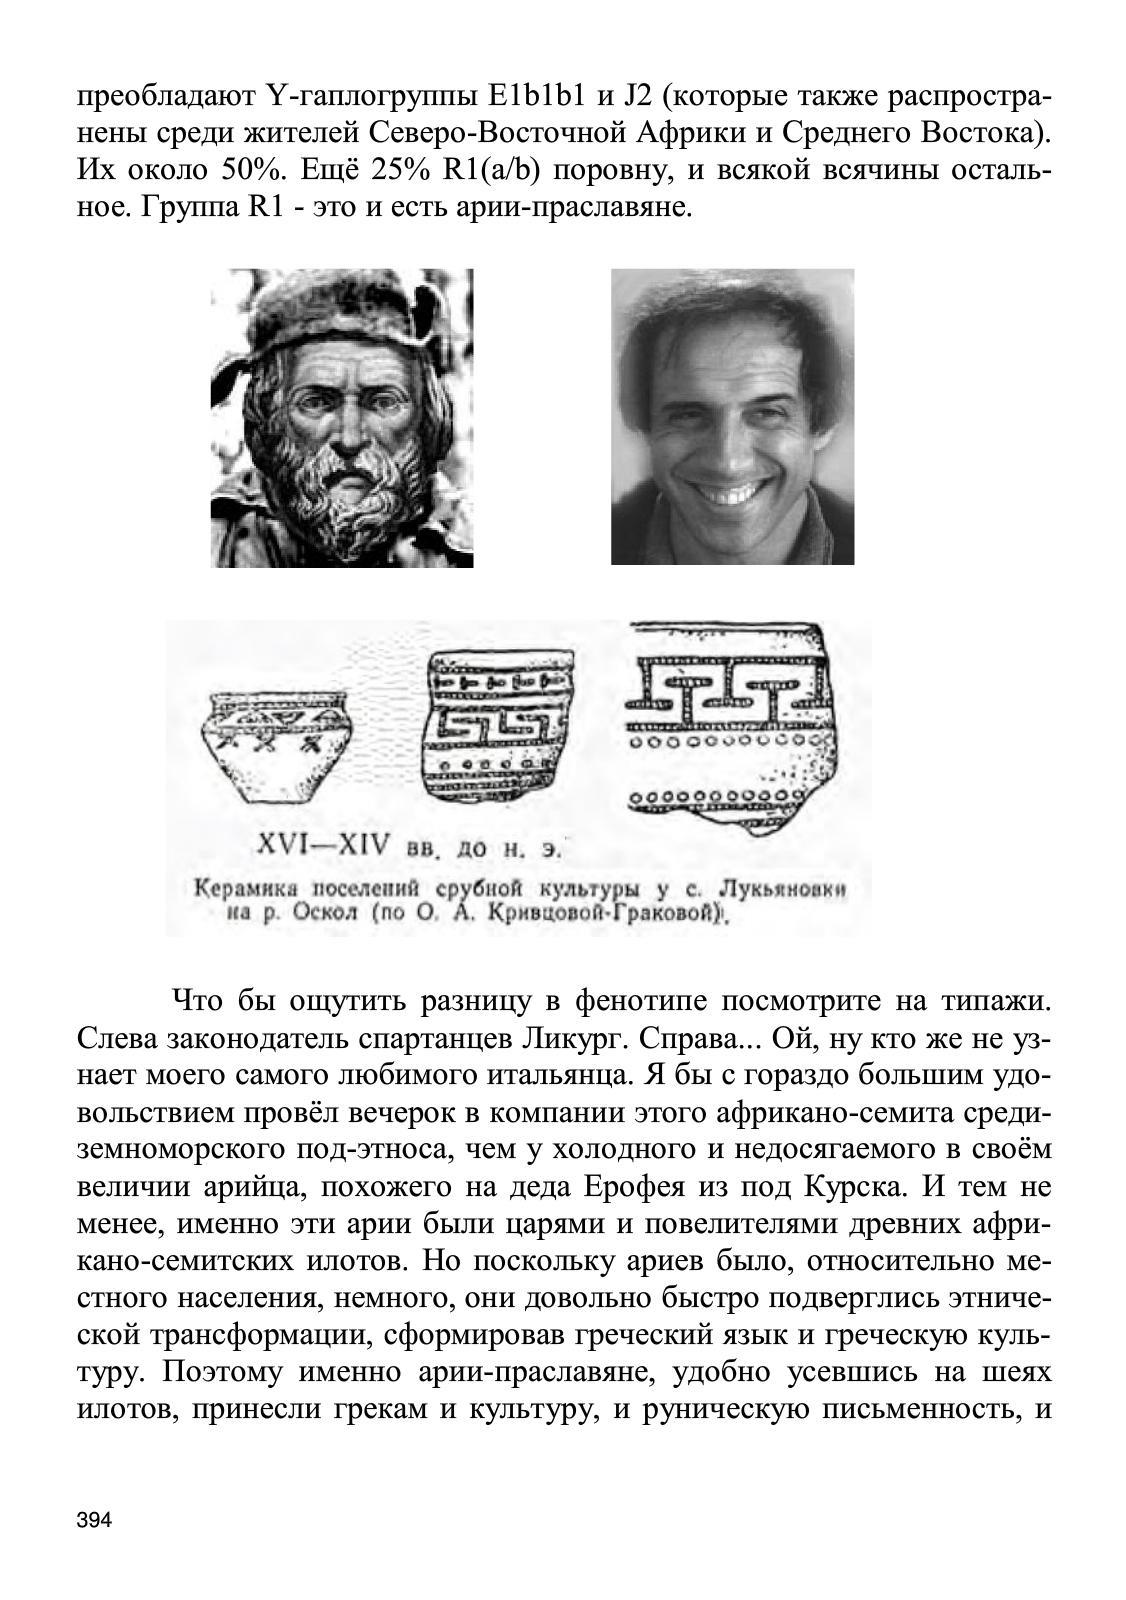 преобладают Y-гаплогруппы E1b1b1 и J2 (которые также распростра-
нены среди жителей Северо-Восточной Африки и Среднего Востока).
Их около 50%. Ещё 25% R1(a/b) поровну, и всякой всячины осталь-
ное. Группа R1 - это и есть арии-праславяне.
XVI—XIV вв. до н. э.
Керамика поселений срубной культуры у с. Лукьяновки
на р. Оскол (по О. А. Кривцовой-Граковой).
Что бы ощутить разницу в фенотипе посмотрите на типажи.
Слева законодатель спартанцев Ликург. Справа... Ой, ну кто же не уз-
нает моего самого любимого итальянца. Я бы с гораздо большим удо-
вольствием провёл вечерок в компании этого африкано-семита среди-
земноморского под-этноса, чем у холодного и недосягаемого в своём
величии арийца, похожего на деда Ерофея из под Курска. И тем не
менее, именно эти арии были царями и повелителями древних афри-
кано-семитских илотов. Но поскольку ариев было, относительно ме-
стного населения, немного, они довольно быстро подверглись этниче-
ской трансформации, сформировав греческий язык и греческую куль-
туру. Поэтому именно арии-праславяне, удобно усевшись на шеях
илотов, принесли грекам и культуру, и руническую письменность, и
394